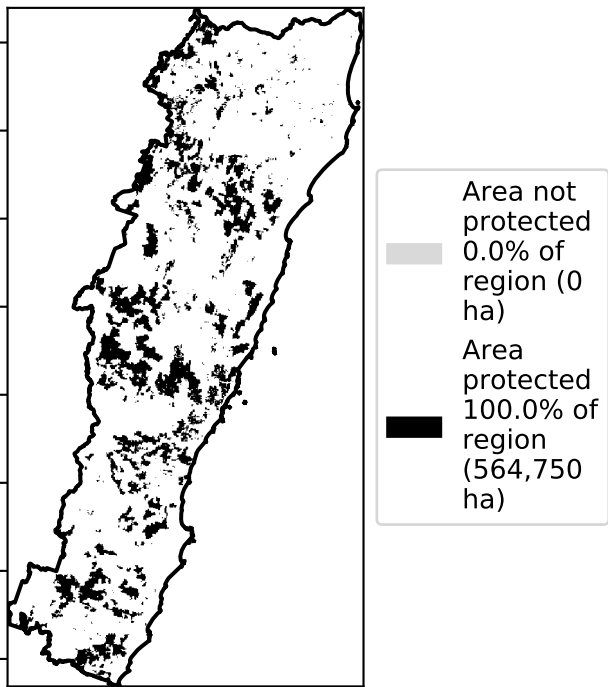 Area not
protected
0.0% of
region (0
ha)
Area
protected
100.0% of
region
(564,750
ha)